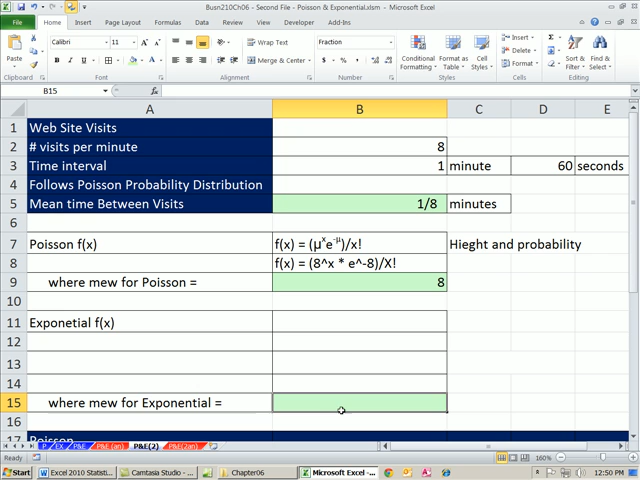 Busn210Ch06 - Second File - Poisson & Exponential.xlsm - Microsoft Excel
File Home Insert Page Layout Formulas Data Review View Developer Add-Ins
Calibri 11 Wrap Text Fraction Insert
Paste Merge & Center Conditional Formatting Format as Table Cell Styles Delete Format
Clipboard Font Alignment Number Styles Cells
B15 fx
A B C D E
1 Web Site Visits
2 # visits per minute 8
3 Time interval 1 minute 60 seconds
4 Follows Poisson Probability Distribution
5 Mean time Between Visits 1/8 minutes
6
7 Poisson f(x) f(x) = (μ^x e^-μ)/x! Hieght and probability
8 f(x) = (8^x * e^-8)/X!
9 where mew for Poisson = 8
10
11 Exponetial f(x)
12
13
14
15 where mew for Exponential =
16
17 Poisson
P EX P&E P&E(an) P&E(2) P&E(2an)
Ready 160%
Start Excel 2010 Statisti... Camtasia Studio - ... Chapter06 Microsoft Excel - ... 12:50 PM